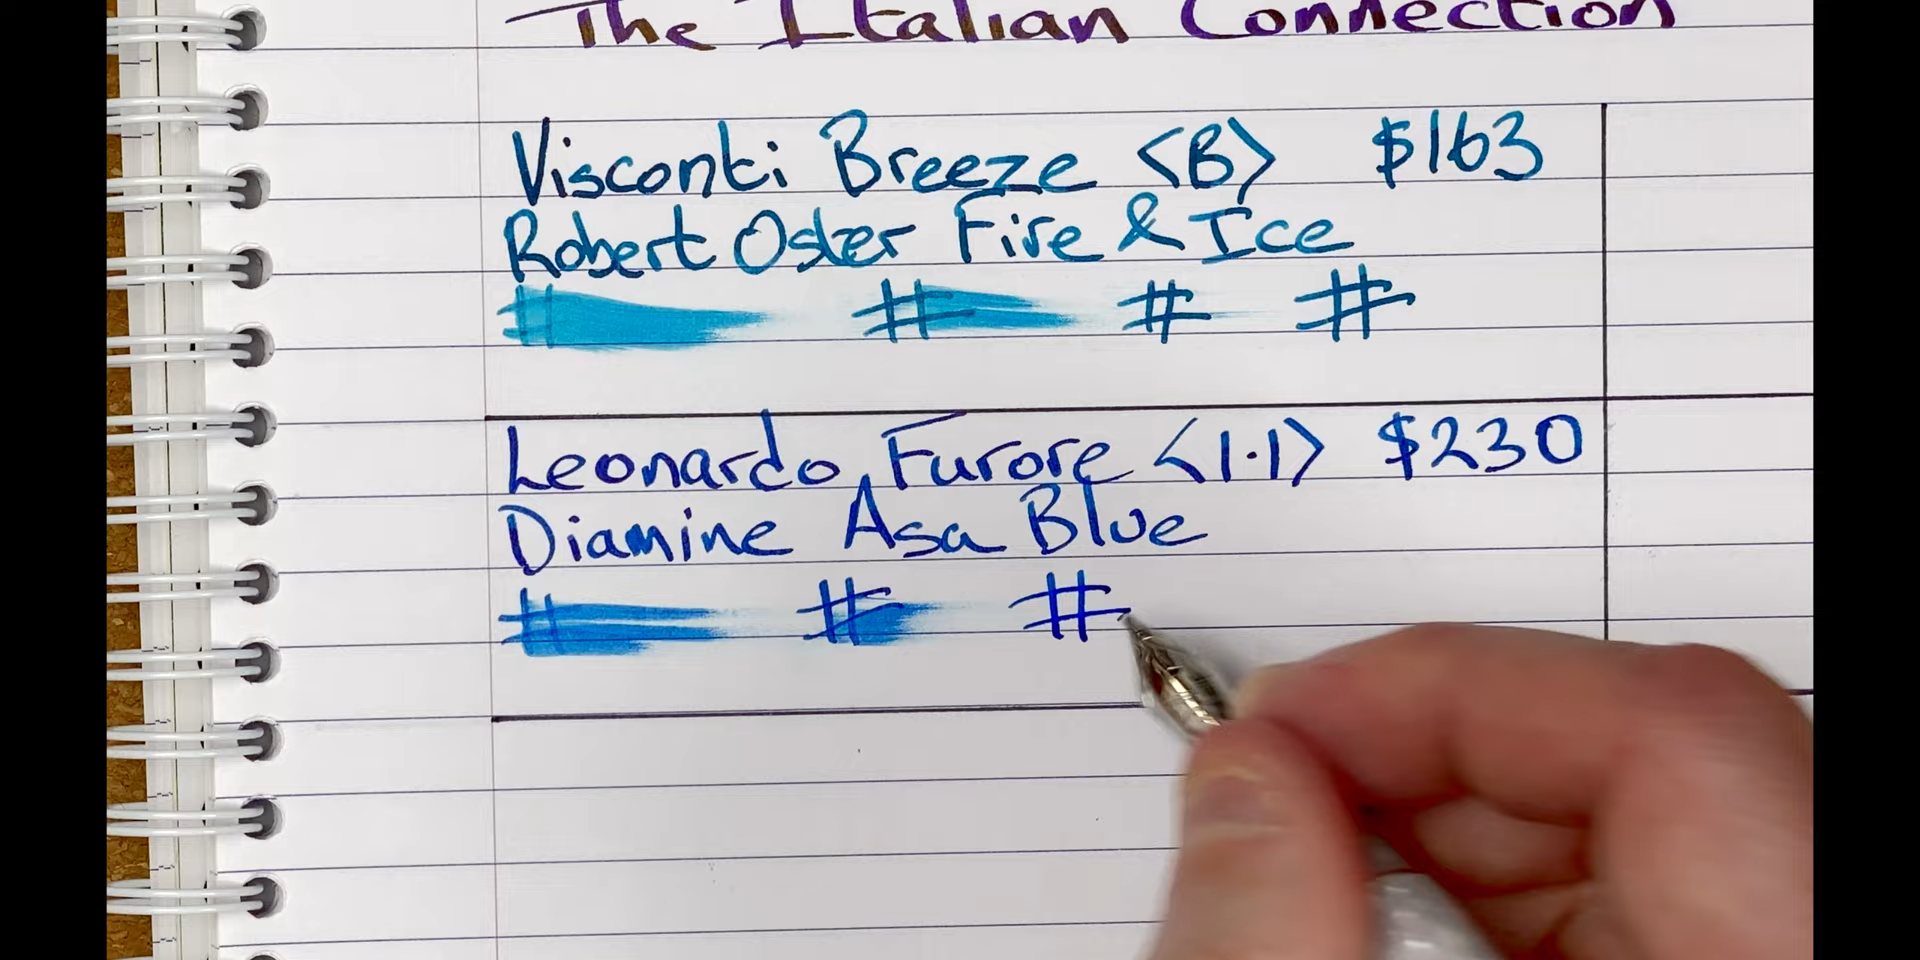 The Italian Connection
Visconti Breeze <B> $163
Robert Oster Fire & Ice
# # # #
Leonardo Furore <1.1> $230
Diamine Asa Blue
# # #